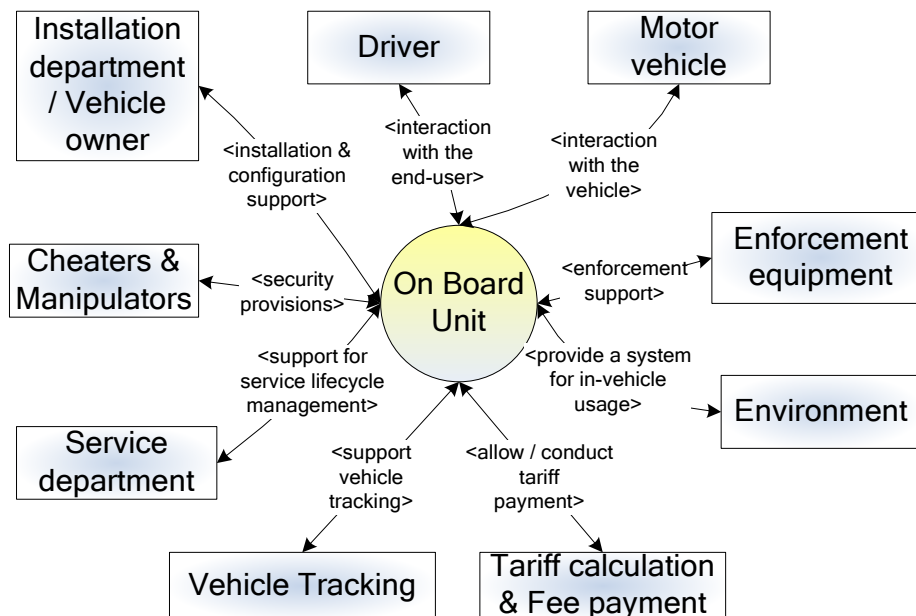 Installation
department
/ Vehicle
owner
Driver
Motor
vehicle
<installation &
configuration
support>
<interaction
with the
end-user>
<interaction
with the
vehicle>
Cheaters &
Manipulators
<security
provisions>
On Board
Unit
<enforcement
support>
Enforcement
equipment
<support for
service lifecycle
management>
<provide a system
for in-vehicle
usage>
Environment
Service
department
<support
vehicle
tracking>
<allow / conduct
tariff
payment>
Vehicle Tracking
Tariff calculation
& Fee payment